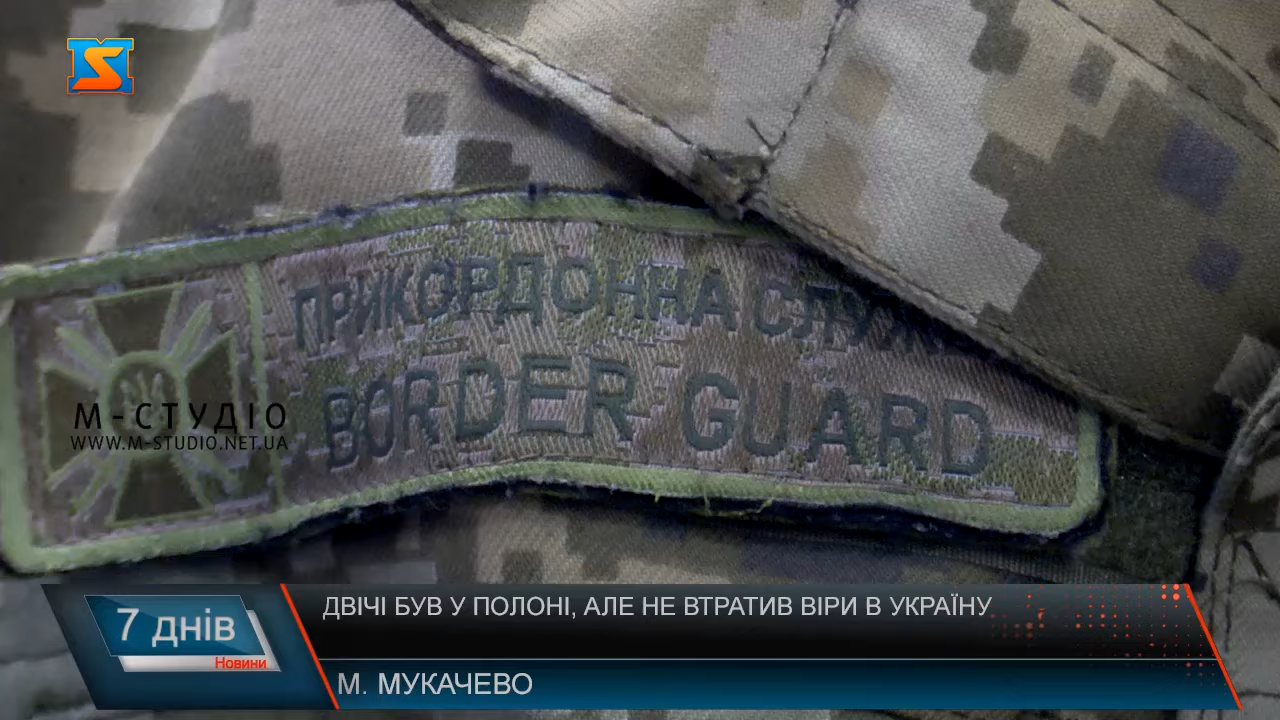 ПРИКОРДОННА СЛУЖ
BORDER GUARD
М-СТУДІО
WWW.M-STUDIO.NET.UA
7 днів
Новини
ДВІЧІ БУВ У ПОЛОНІ, АЛЕ НЕ ВТРАТИВ ВІРИ В УКРАЇНУ
М. МУКАЧЕВО